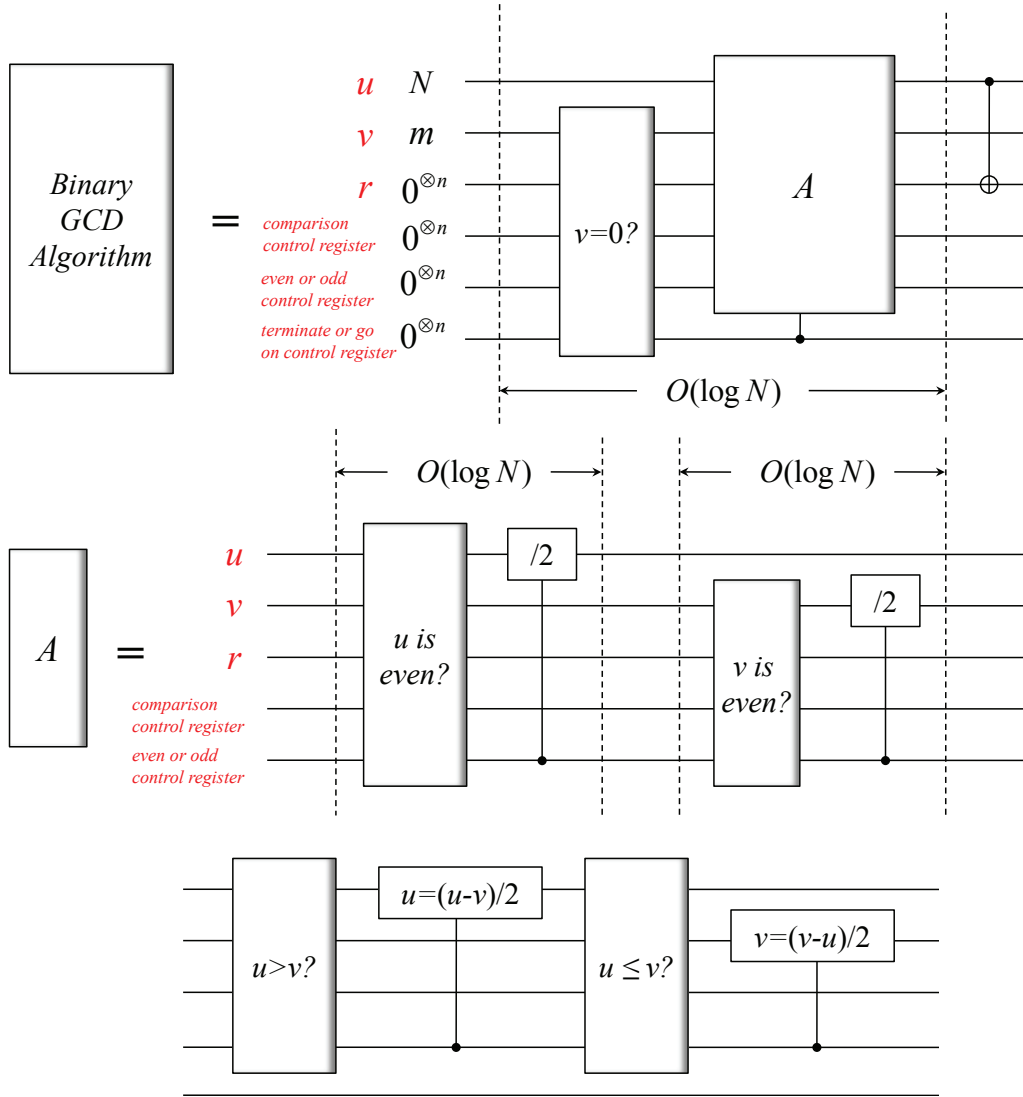 Binary
GCD
Algorithm
=
u N
v m
r 0⊗n
comparison
control register 0⊗n
even or odd
control register 0⊗n
terminate or go
on control register 0⊗n
v=0?
A
O(log N)
O(log N)
O(log N)
A
=
u
v
r
comparison
control register
even or odd
control register
u is
even?
/2
v is
even?
/2
u>v?
u=(u-v)/2
u ≤ v?
v=(v-u)/2